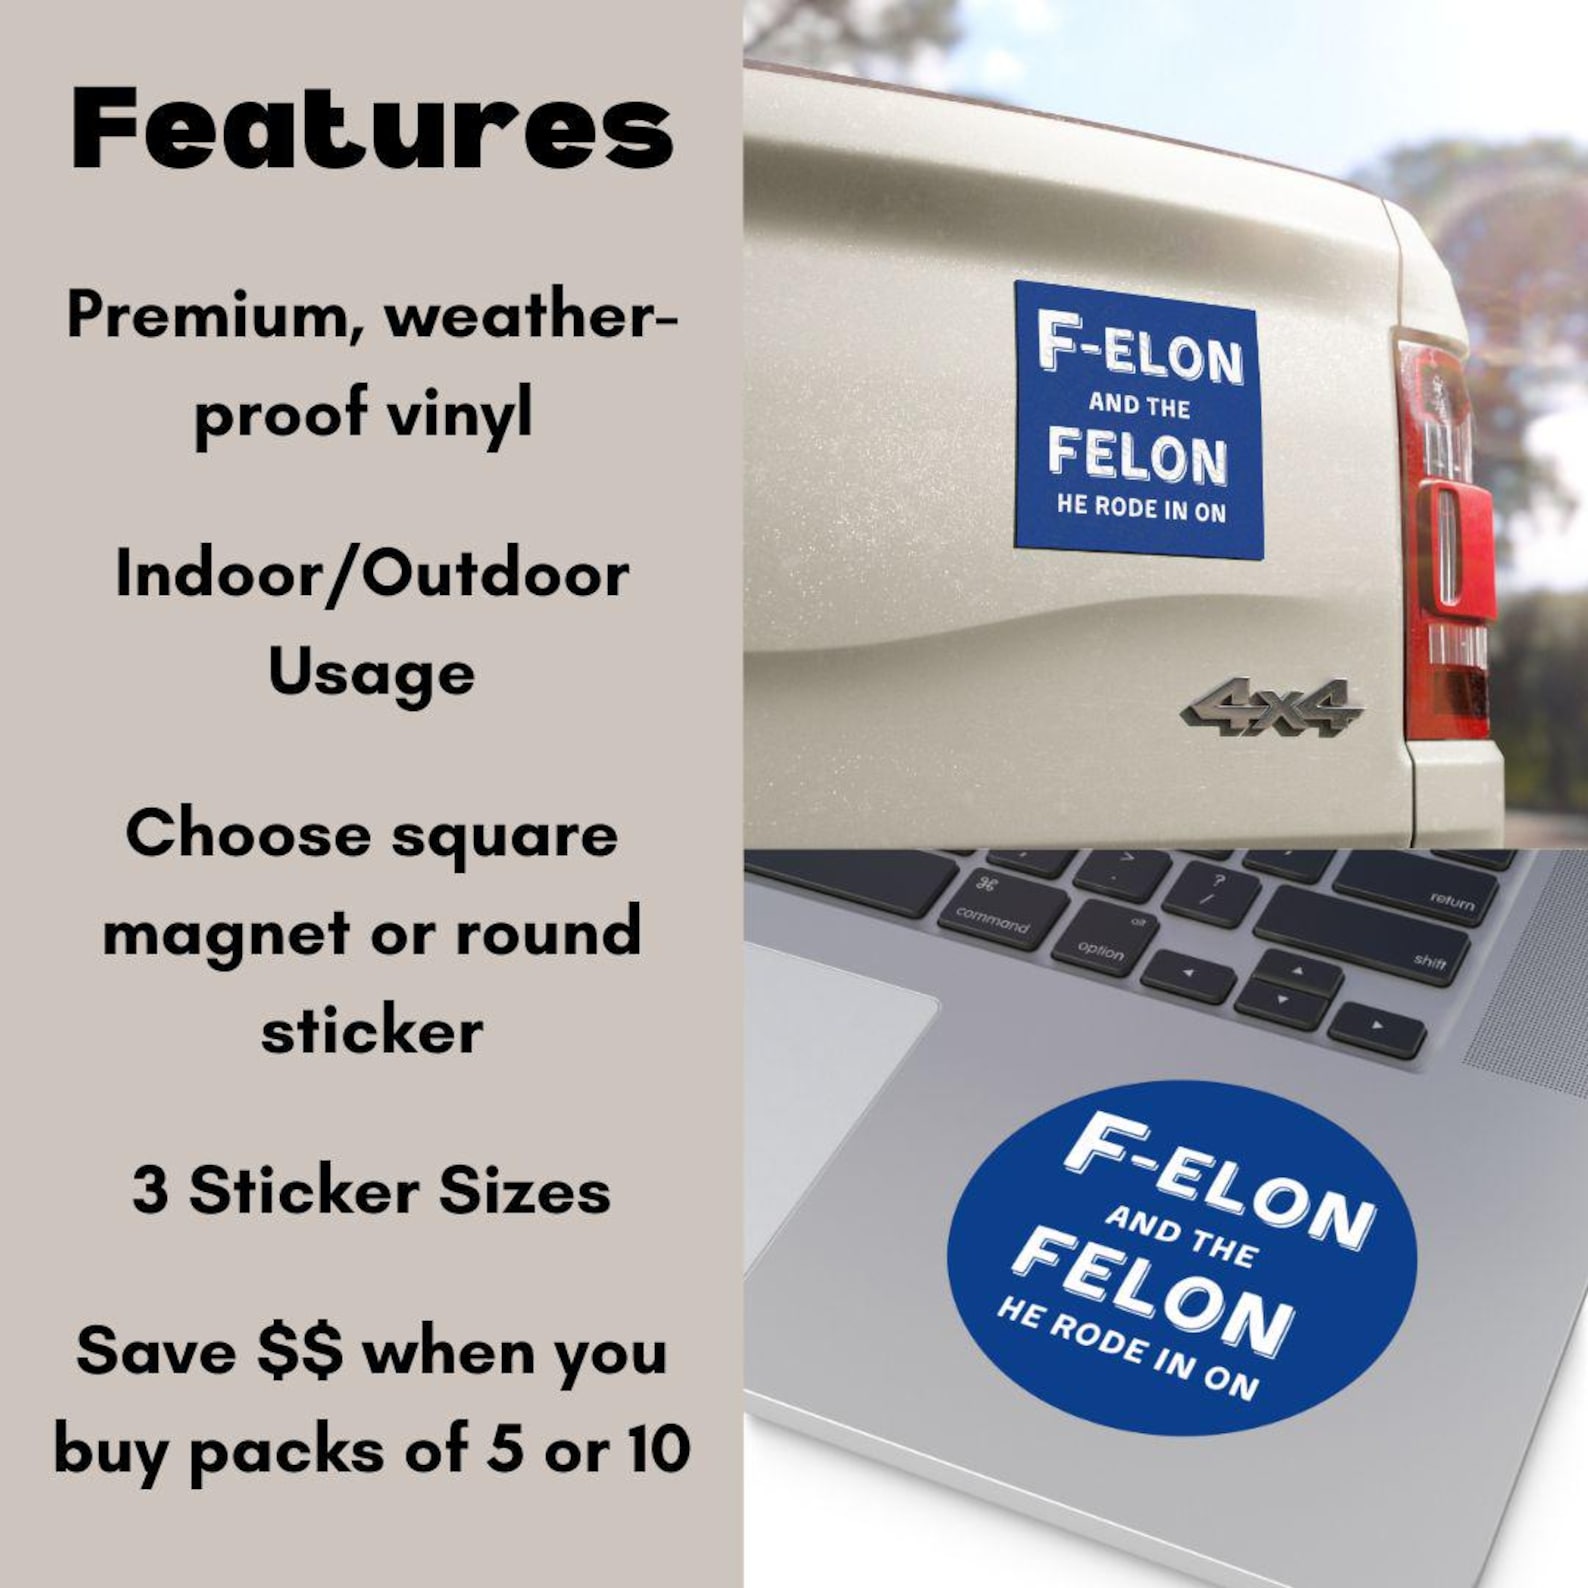 Features
Premium, weather-
proof vinyl
Indoor/Outdoor
Usage
Choose square
magnet or round
sticker
3 Sticker Sizes
Save $$ when you
buy packs of 5 or 10
F-ELON
AND THE
FELON
HE RODE IN ON
4x4
⌘
command
alt
option
>
.
?
/
return
shift
◀
▲
▼
▶
F-ELON
AND THE
FELON
HE RODE IN ON